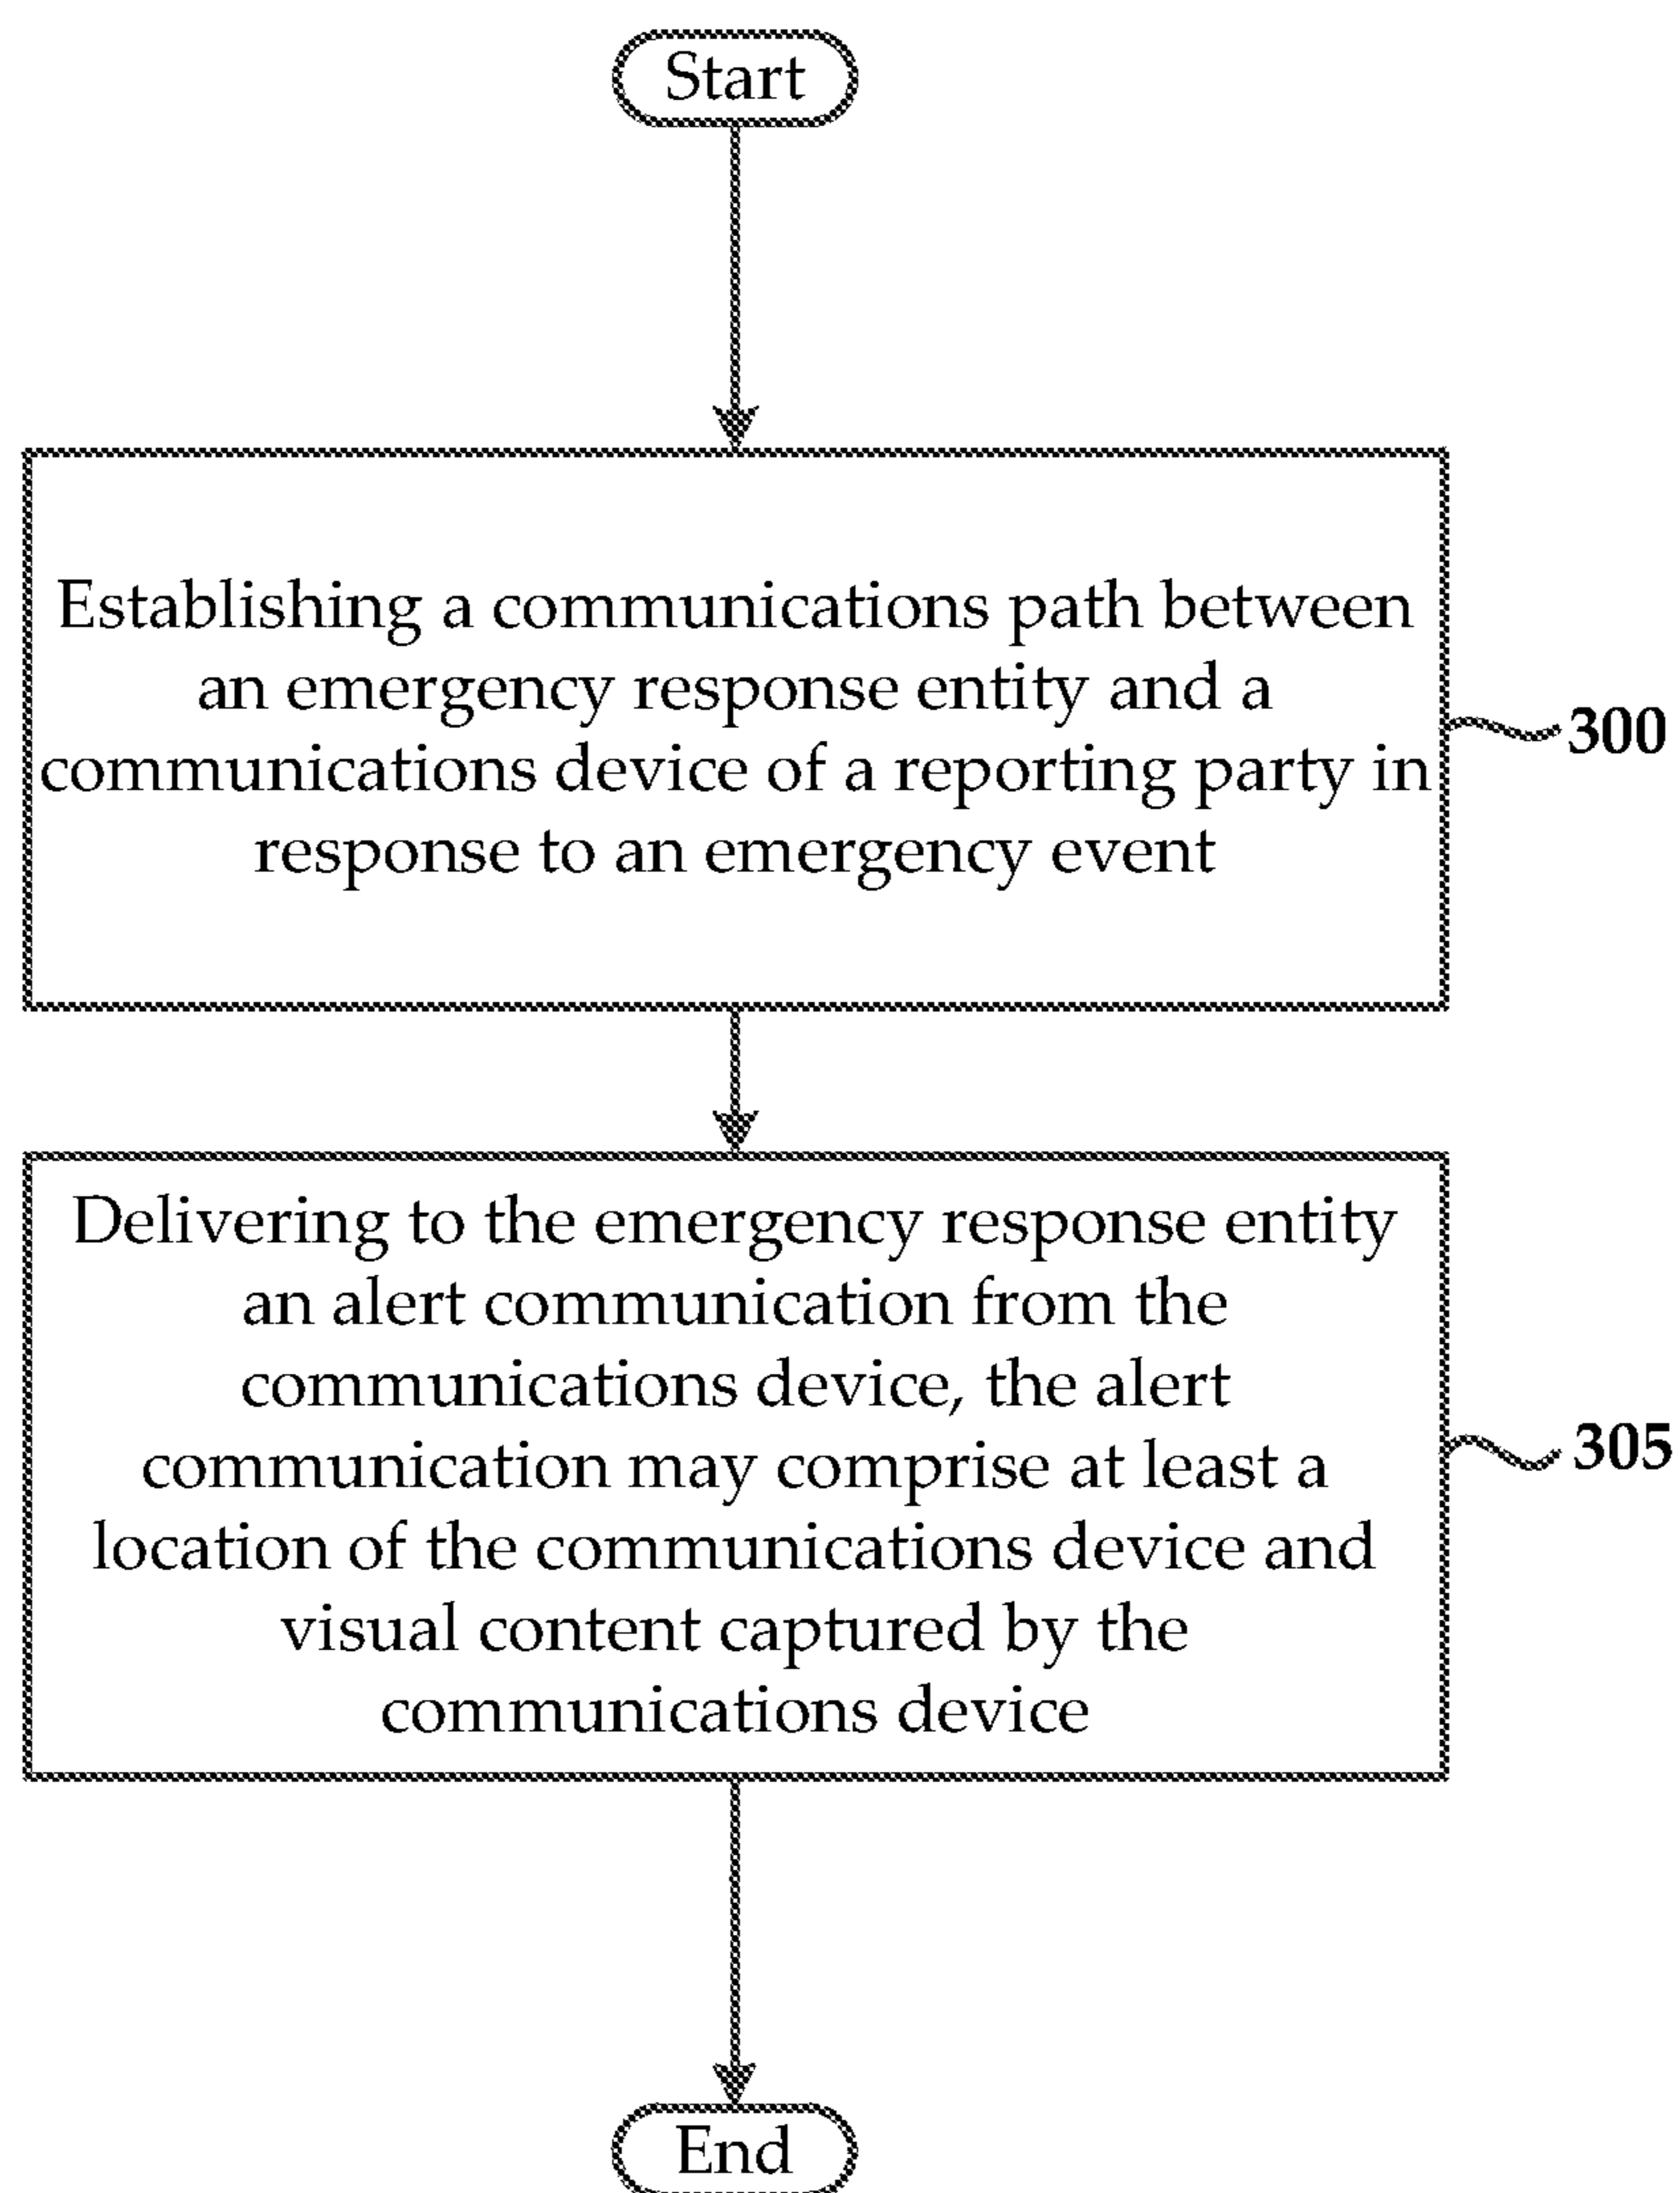 Start
Establishing a communications path between
an emergency response entity and a
communications device of a reporting party in
response to an emergency event
300
Delivering to the emergency response entity
an alert communication from the
communications device, the alert
communication may comprise at least a
location of the communications device and
visual content captured by the
communications device
305
End